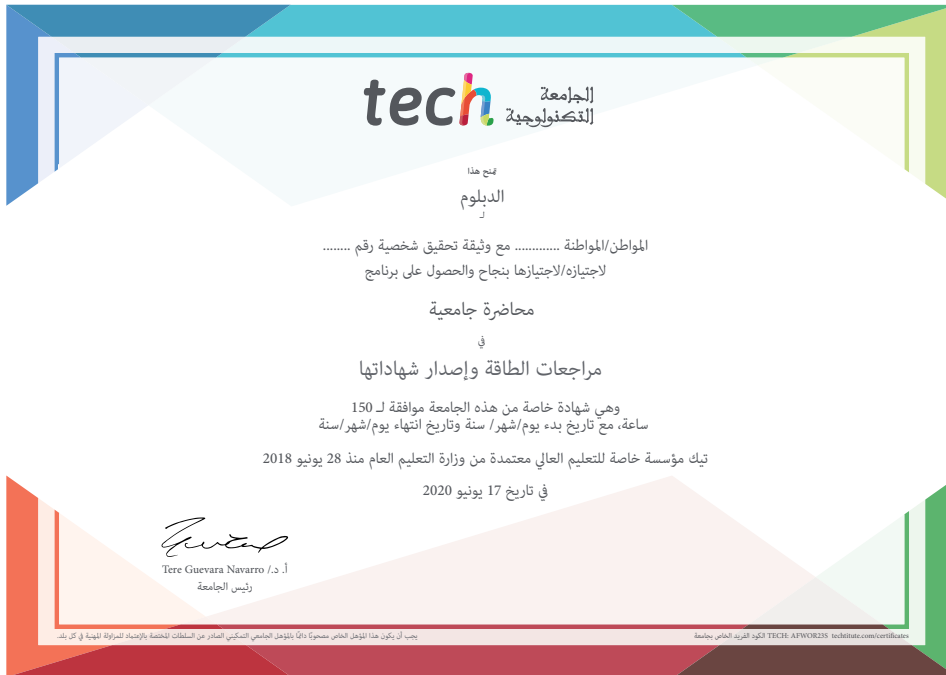 tech الجامعة
التكنولوجية
يمنح هذا
الدبلوم
لـ
المواطن/المواطنة ............ مع وثيقة تحقيق شخصية رقم ........
لاجتيازه/لاجتيازها بنجاح والحصول على برنامج
محاضرة جامعية
في
مراجعات الطاقة وإصدار شهاداتها
وهي شهادة خاصة من هذه الجامعة موافقة لـ 150
ساعة، مع تاريخ بدء يوم/شهر/ سنة وتاريخ انتهاء يوم/شهر/سنة
تيك مؤسسة خاصة للتعليم العالي معتمدة من وزارة التعليم العام منذ 28 يونيو 2018
في تاريخ 17 يونيو 2020
أ. د./ Tere Guevara Navarro
رئيس الجامعة
يجب أن يكون هذا المؤهل الخاص مصحوبًا دائمًا بالمؤهل الجامعي التمكيني الصادر عن السلطات المختصة بالإعتماد للمزاولة المهنية في كل بلد.
الكود الفريد الخاص بجامعة TECH: AFWOR23S techtitute.com/certificates